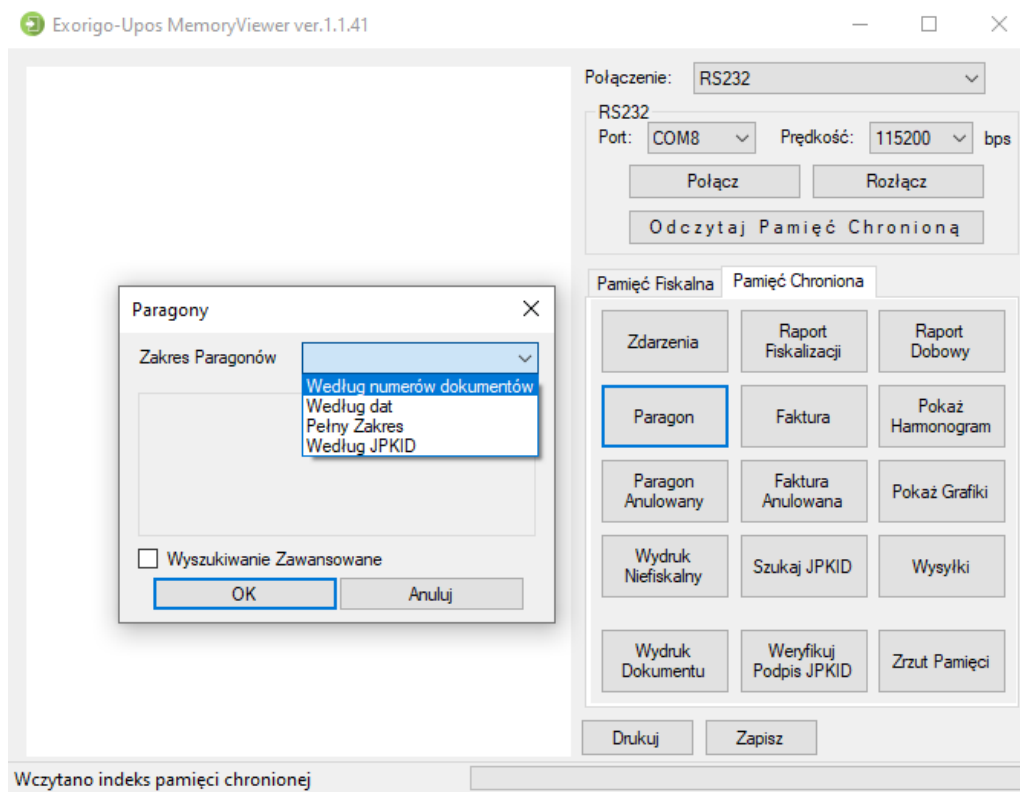 Exorigo-Upos MemoryViewer ver.1.1.41
Połączenie: RS232
RS232
Port: COM8 Prędkość: 115200 bps
Połącz Rozłącz
Odczytaj Pamięć Chronioną
Pamięć Fiskalna Pamięć Chroniona
Zdarzenia
Raport
Fiskalizacji
Raport
Dobowy
Paragon
Faktura
Pokaż
Harmonogram
Paragon
Anulowany
Faktura
Anulowana
Pokaż Grafiki
Wydruk
Niefiskalny
Szukaj JPKID
Wysyłki
Wydruk
Dokumentu
Weryfikuj
Podpis JPKID
Zrzut Pamięci
Drukuj Zapisz
Paragony
Zakres Paragonów
Według numerów dokumentów
Według dat
Pełny Zakres
Według JPKID
Wyszukiwanie Zawansowane
OK Anuluj
Wczytano indeks pamięci chronionej